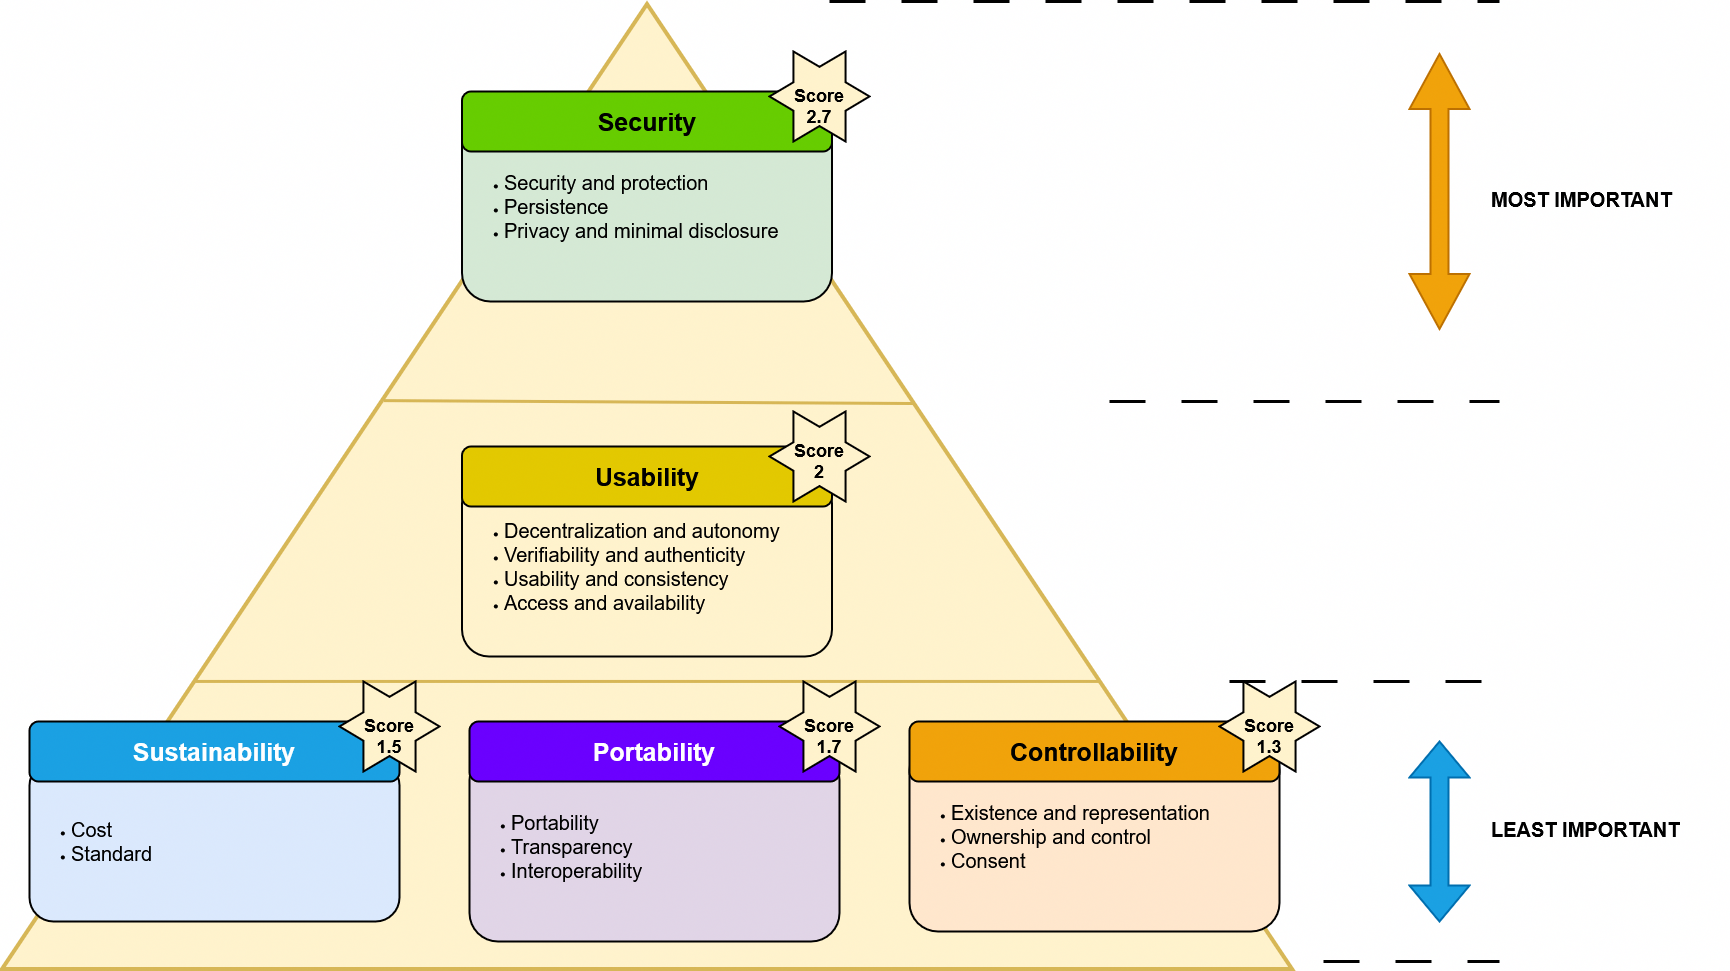 Score
2.7
Security
• Security and protection
• Persistence
• Privacy and minimal disclosure
MOST IMPORTANT
Score
2
Usability
• Decentralization and autonomy
• Verifiability and authenticity
• Usability and consistency
• Access and availability
Score
1.5
Sustainability
• Cost
• Standard
Score
1.7
Portability
• Portability
• Transparency
• Interoperability
Score
1.3
Controllability
• Existence and representation
• Ownership and control
• Consent
LEAST IMPORTANT